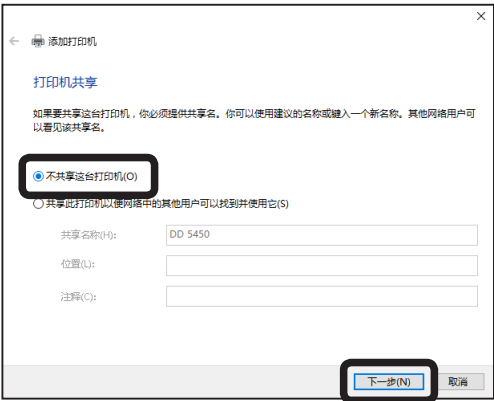 添加打印机
打印机共享
如果要共享这台打印机，你必须提供共享名。你可以使用建议的名称或键入一个新名称。其他网络用户可
以看见该共享名。
不共享这台打印机(O)
共享此打印机以便网络中的其他用户可以找到并使用它(S)
共享名称(H):
DD 5450
位置(L):
注释(C):
下一步(N)
取消